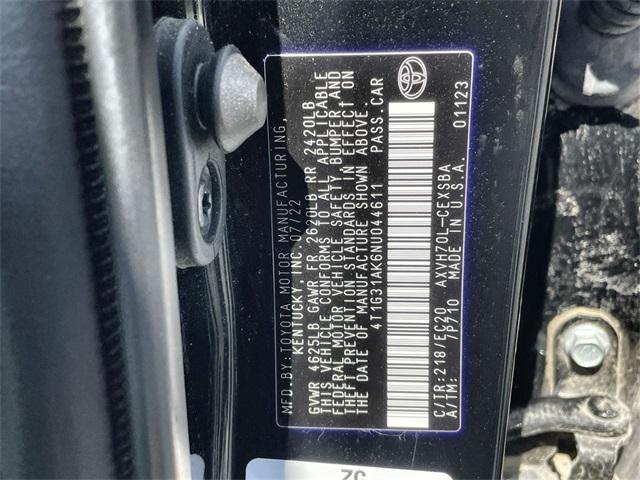 MFD.BY:TOYOTA MOTOR MANUFACTURING,
KENTUCKY, INC. 07/22
GVWR 4625LB GAWR FR 2620LB RR 2420LB
THIS VEHICLE CONFORMS TO ALL APPLICABLE
FEDERAL MOTOR VEHICLE SAFETY, BUMPER, AND
THEFT PREVENTION STANDARDS IN EFFECT ON
THE DATE OF MANUFACTURE SHOWN ABOVE.
4T1G31AK6NU044611 PASS.CAR
C/TR:218/EC20 AXVH70L-CEXSBA
A/TM: 7P210 MADE IN U.S.A. 01123